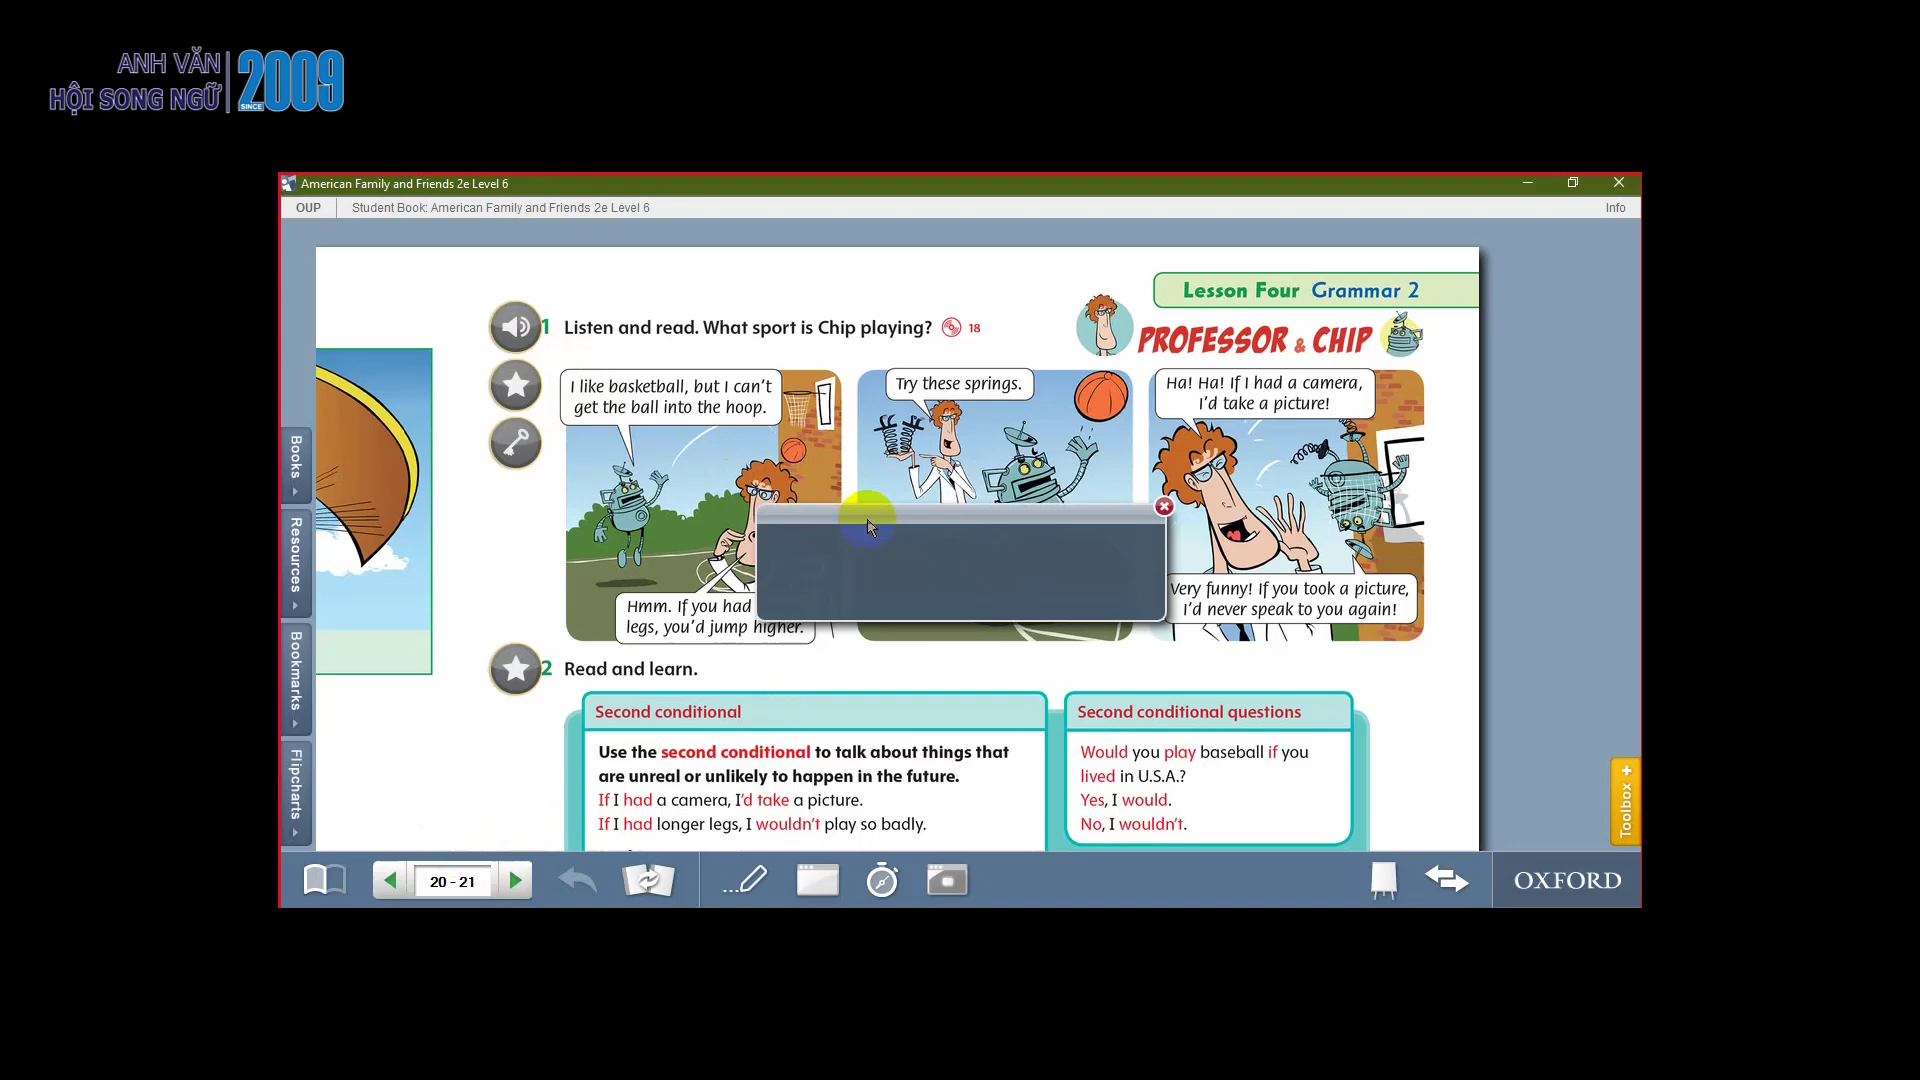 ANH VĂN
HỘI SONG NGỮ
SINCE
2009
American Family and Friends 2e Level 6
OUP
Student Book: American Family and Friends 2e Level 6
Info
Lesson Four Grammar 2
1 Listen and read. What sport is Chip playing? 18
PROFESSOR & CHIP
I like basketball, but I can't
get the ball into the hoop.
Hmm. If you had
legs, you'd jump higher.
Try these springs.
Ha! Ha! If I had a camera,
I'd take a picture!
Very funny! If you took a picture,
I'd never speak to you again!
2 Read and learn.
Second conditional
Use the second conditional to talk about things that
are unreal or unlikely to happen in the future.
If I had a camera, I'd take a picture.
If I had longer legs, I wouldn't play so badly.
Second conditional questions
Would you play baseball if you
lived in U.S.A.?
Yes, I would.
No, I wouldn't.
Books
Resources
Bookmarks
Flipcharts
Toolbox +
20 - 21
OXFORD